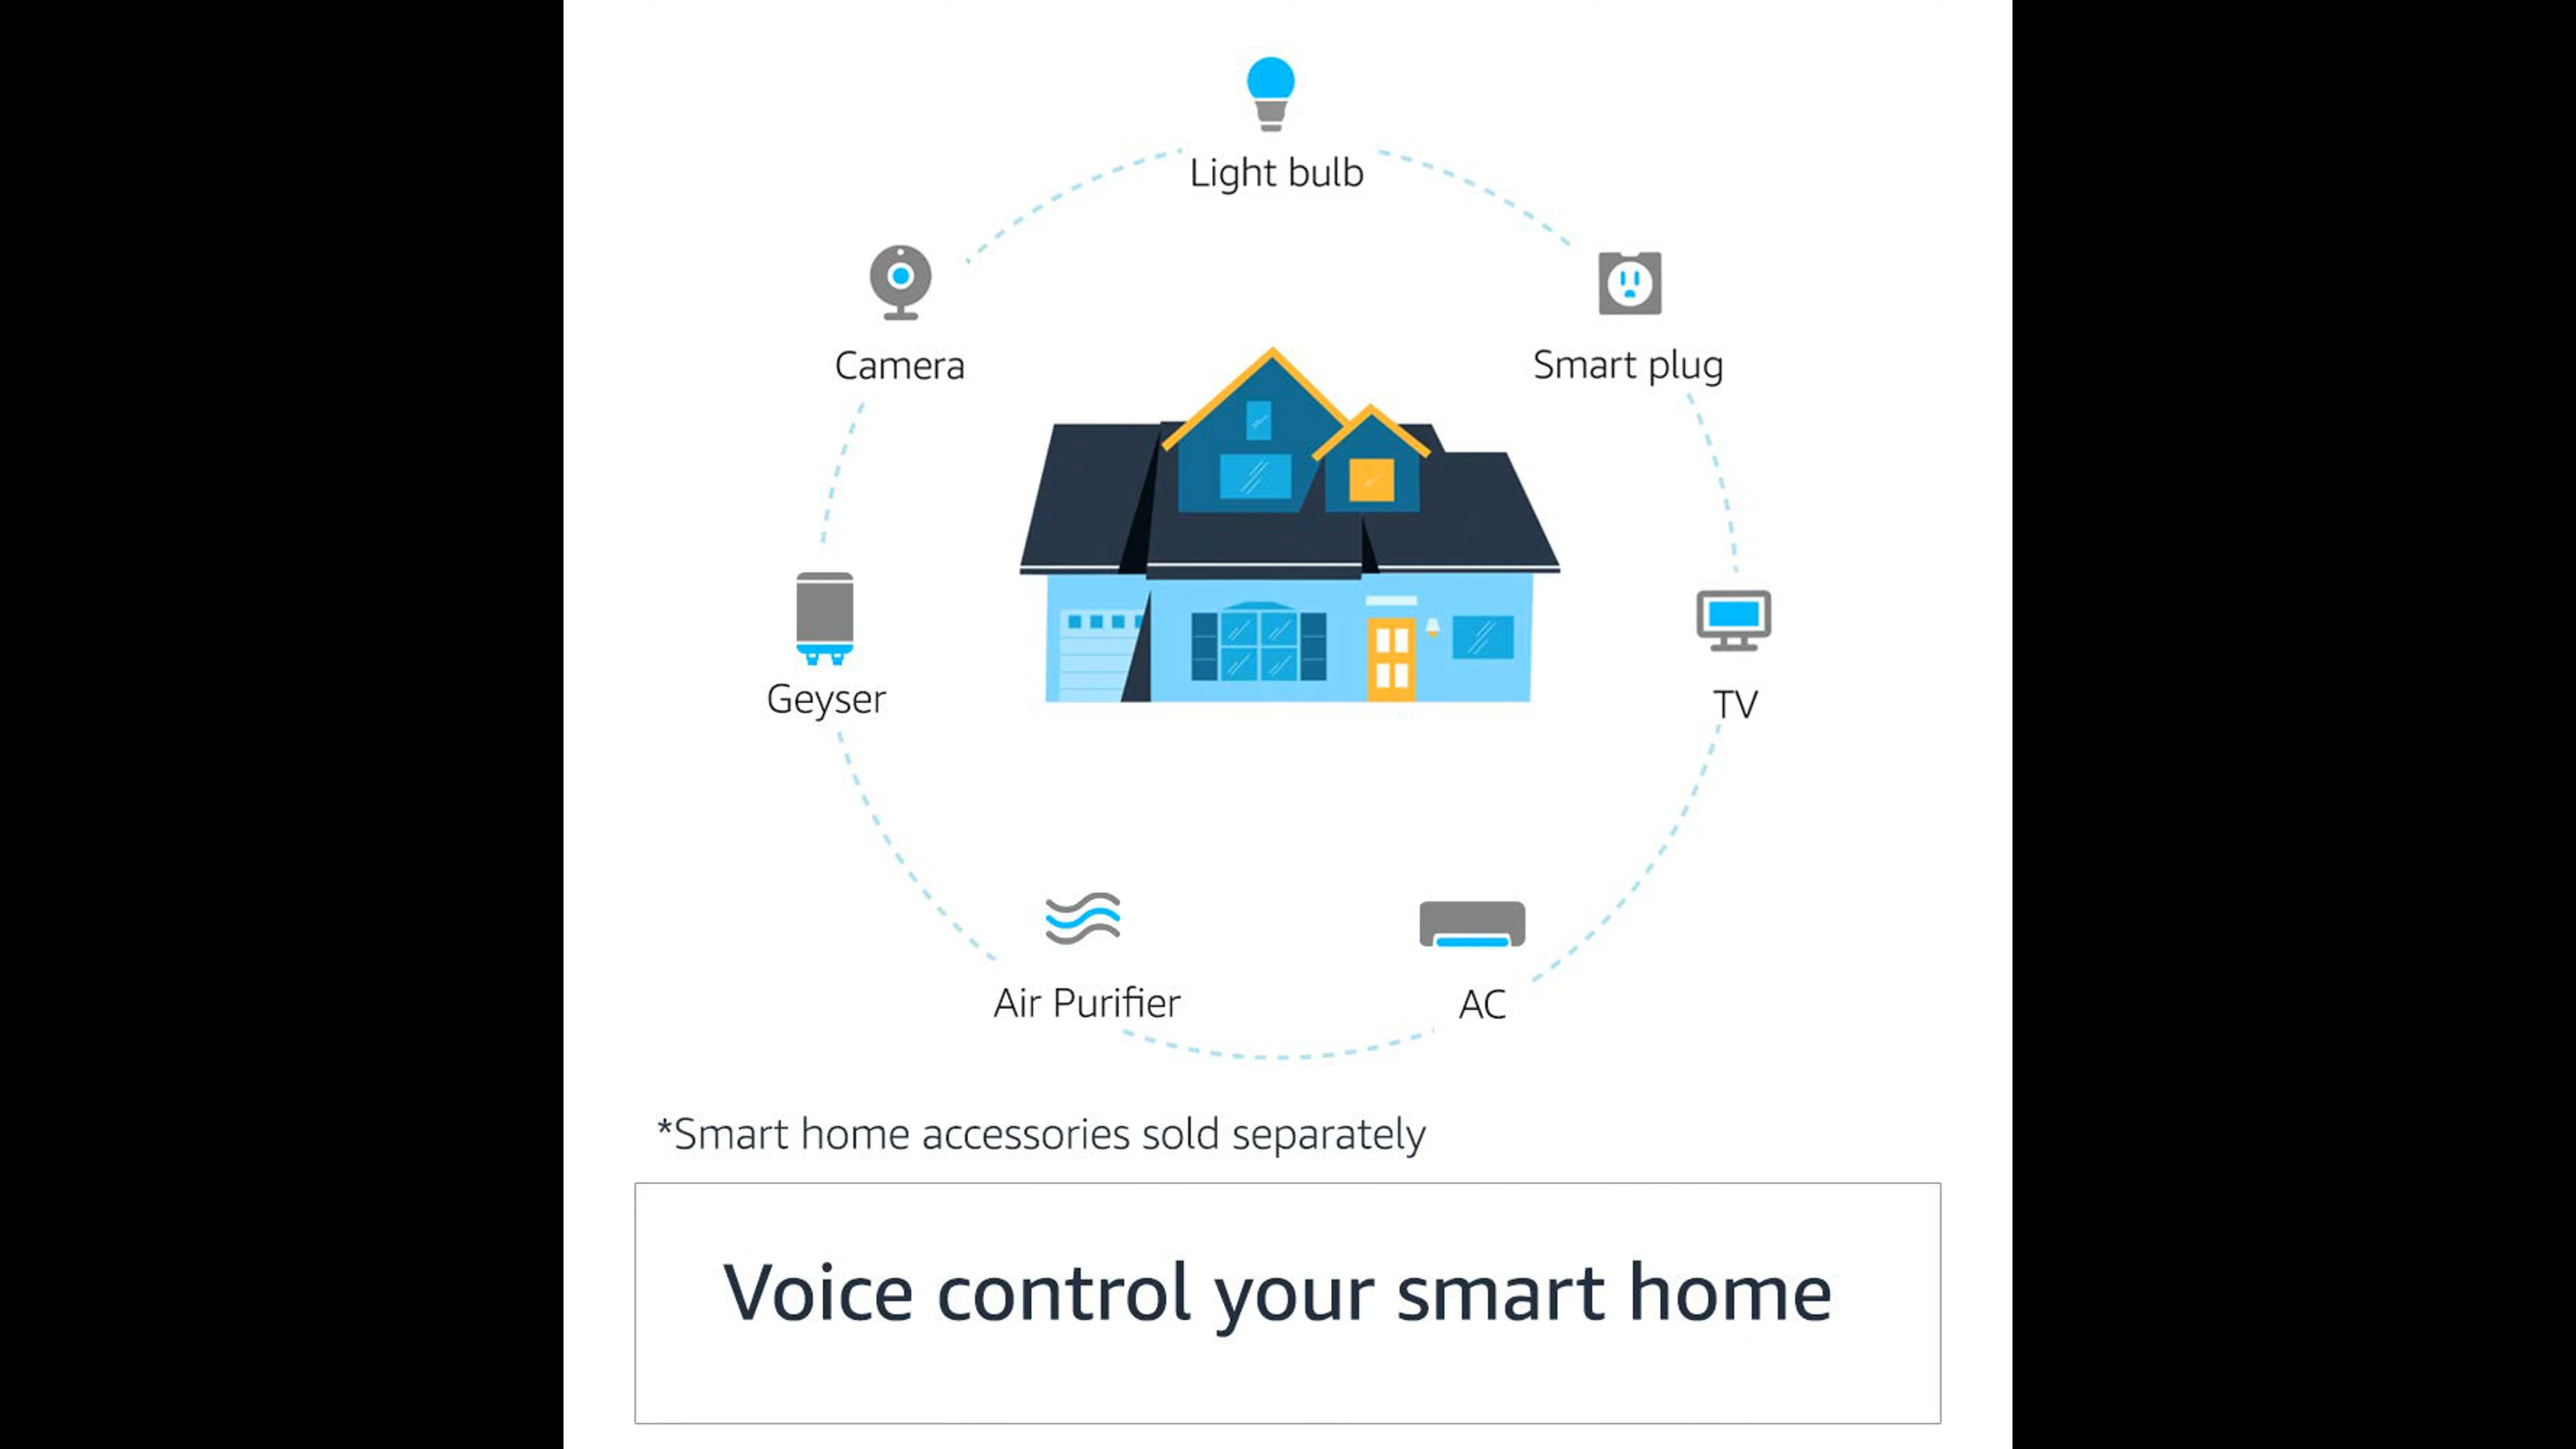 Light bulb
Camera
Smart plug
Geyser
TV
Air Purifier
AC
*Smart home accessories sold separately
Voice control your smart home